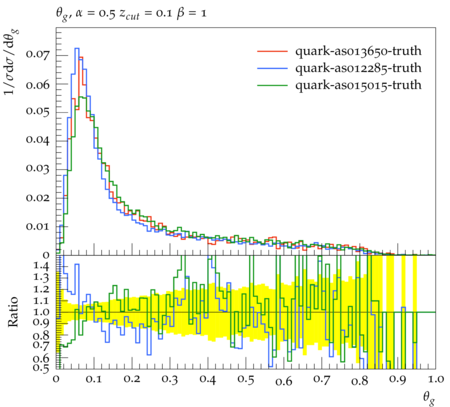 θg, α = 0.5 zcut = 0.1 β = 1
1/σdσ/dθg
0.07
0.06
0.05
0.04
0.03
0.02
0.01
0
quark-as013650-truth
quark-as012285-truth
quark-as015015-truth
Ratio
1.4
1.3
1.2
1.1
1.0
0.9
0.8
0.7
0.6
0.5
0 0.1 0.2 0.3 0.4 0.5 0.6 0.7 0.8 0.9 1.0
θg